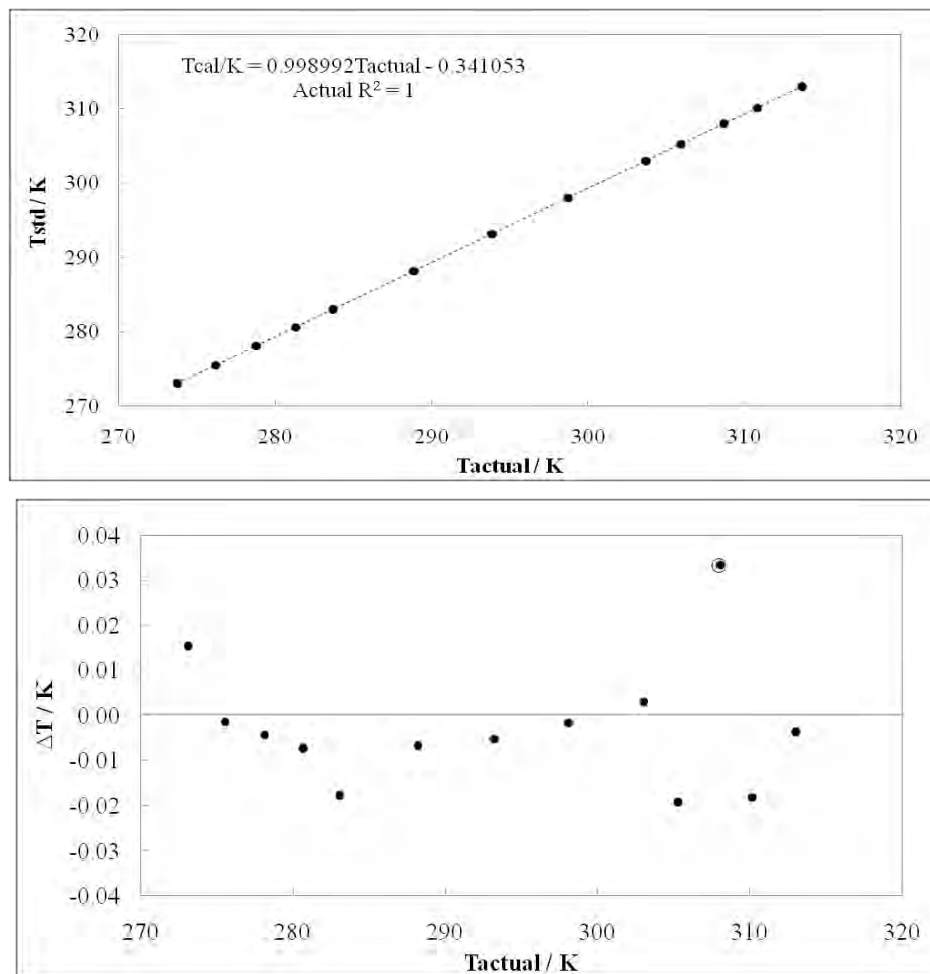 320
310
300
290
280
270
Tstd / K
Tcal/K = 0.998992Tactual - 0.341053
Actual R² = 1
270 280 290 300 310 320
Tactual / K
0.04
0.03
0.02
0.01
0.00
-0.01
-0.02
-0.03
-0.04
ΔT / K
270 280 290 300 310 320
Tactual / K